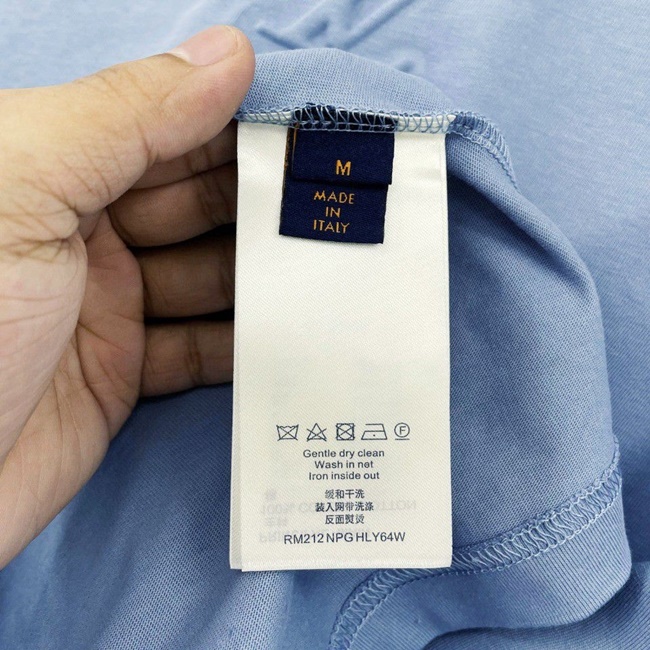 M
MADE
IN
ITALY
Gentle dry clean
Wash in net
Iron inside out
缓和干洗
装入网带洗涤
反面熨烫
RM212 NPG HLY64W